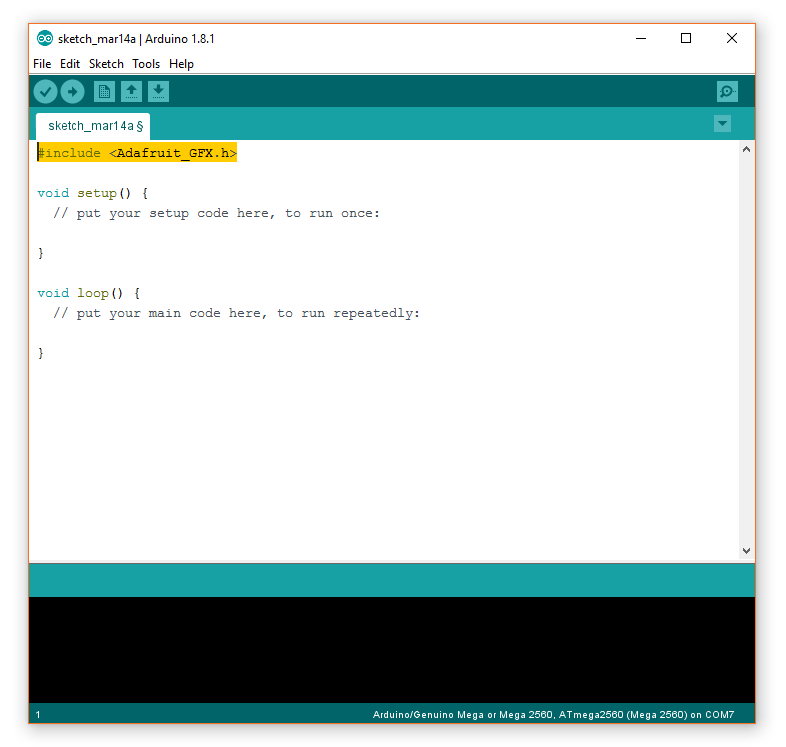 sketch_mar14a | Arduino 1.8.1
File Edit Sketch Tools Help
sketch_mar14a §
#include <Adafruit_GFX.h>
void setup() {
  // put your setup code here, to run once:
}
void loop() {
  // put your main code here, to run repeatedly:
}
1 Arduino/Genuino Mega or Mega 2560, ATmega2560 (Mega 2560) on COM7